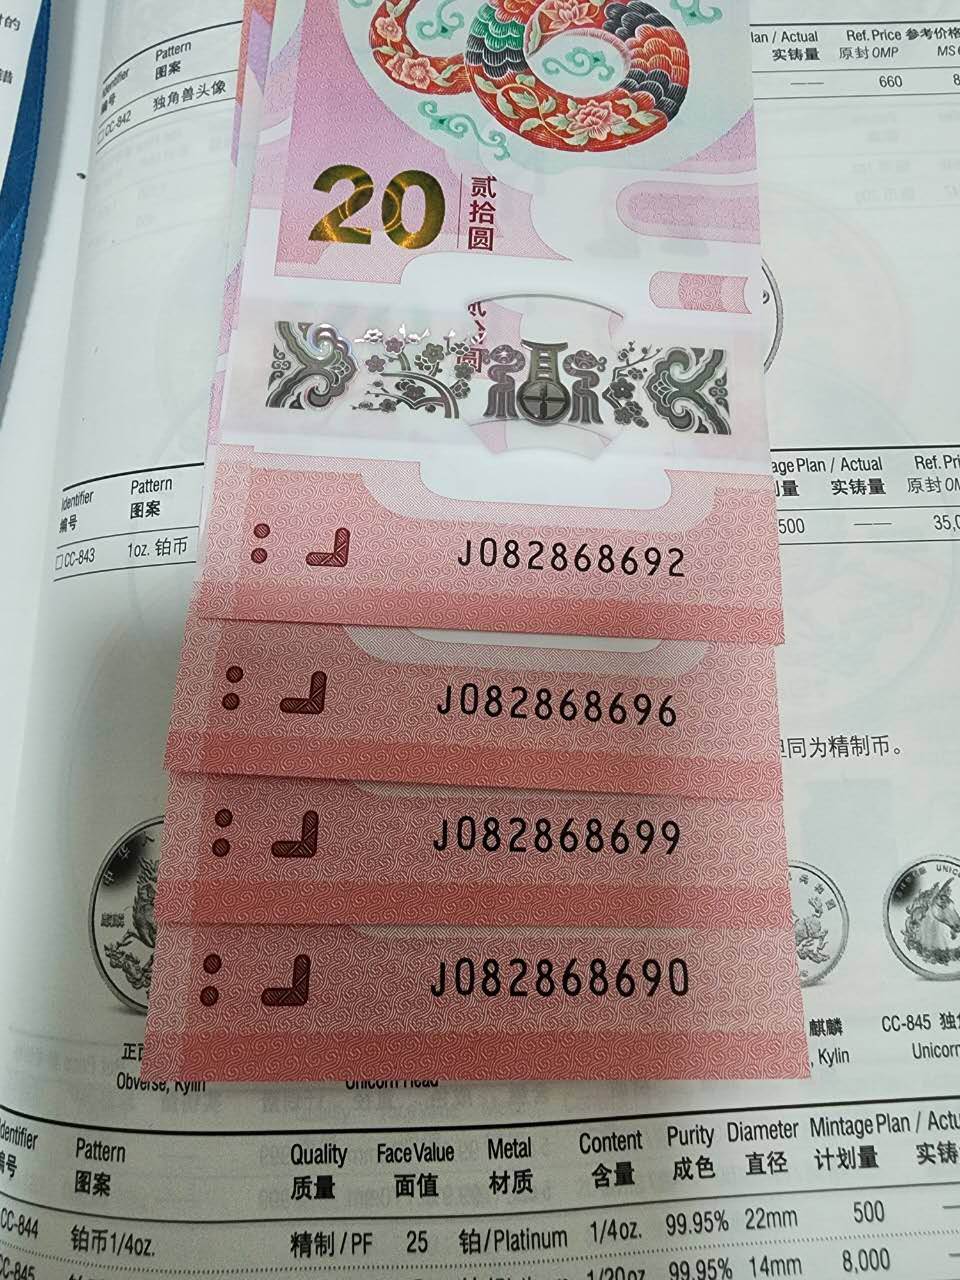 Identifier
编号
Pattern
图案
CC-842
独角兽头像
lan / Actual
实铸量
Ref. Price 参考价格
原封 OMP
——
660
20
贰拾圆
Identifier
编号
Pattern
图案
age Plan / Actual
量 实铸量
原封
CC-843
1oz. 铂币
500
——
35,0
J082868692
J082868696
J082868699
J082868690
同为精制币。
Obverse, Kylin
Unicorn Head
麒麟
, Kylin
CC-845 独
Unicorn
Pattern
图案
Quality
质量
Face Value
面值
Metal
材质
Content
含量
Purity
成色
Diameter
直径
Mintage Plan / Actu
计划量
实铸
CC-844
铂币1/4oz.
精制 / PF
25
铂/Platinum
1/4oz.
99.95%
22mm
500
CC-845
1/20oz.
99.95%
14mm
8,000